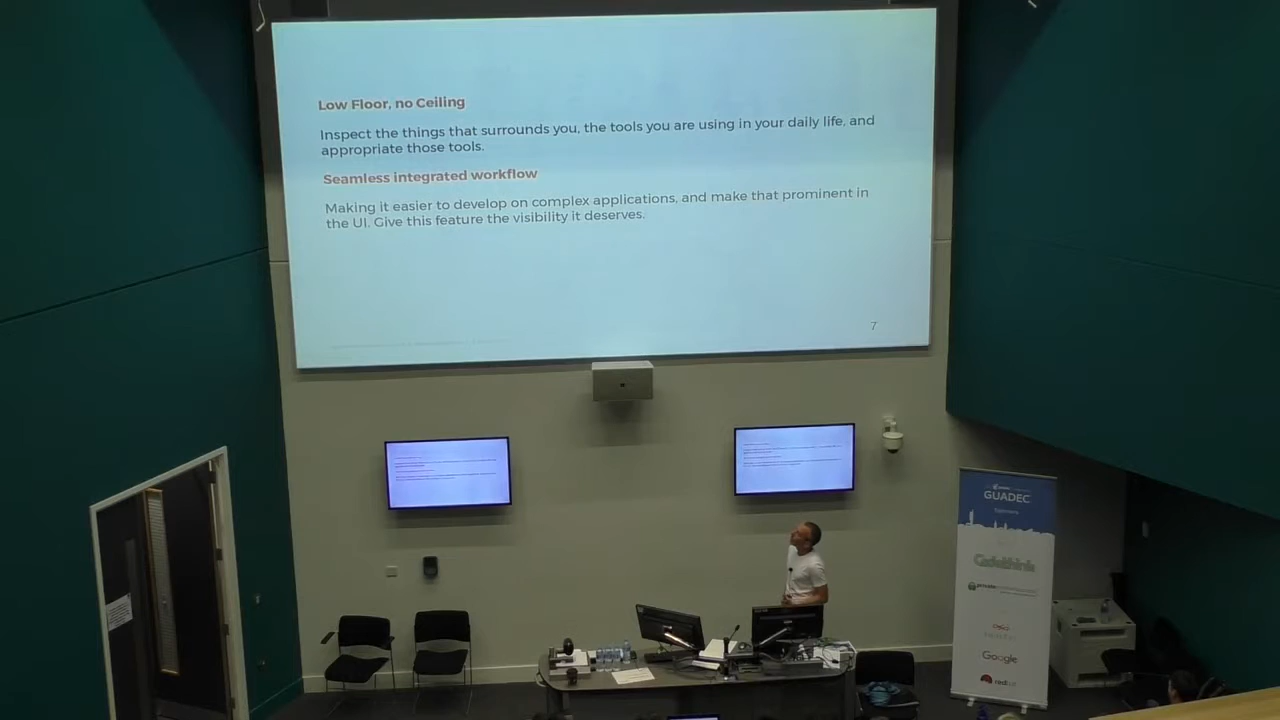 Low Floor, no Ceiling
Inspect the things that surrounds you, the tools you are using in your daily life, and
appropriate those tools.
Seamless integrated workflow
Making it easier to develop on complex applications, and make that prominent in
the UI. Give this feature the visibility it deserves.
7
GUADEC
Codethink
Google